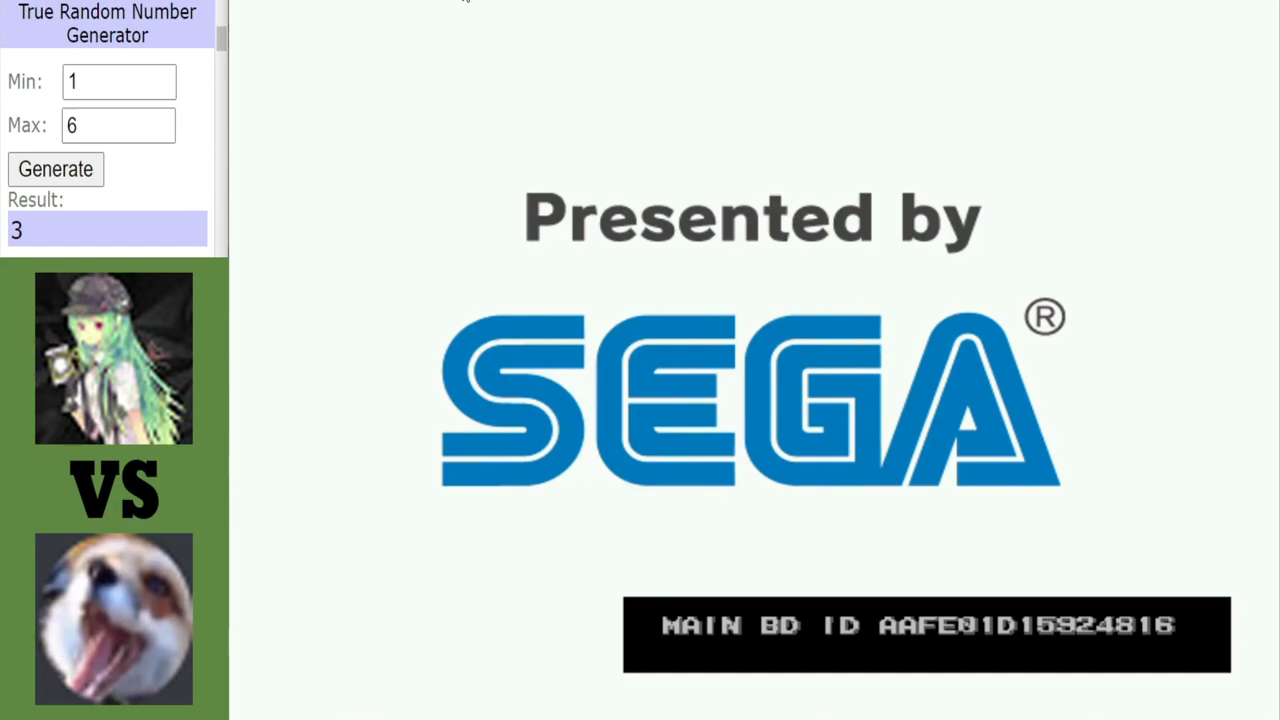 True Random Number
Generator
Min: 1
Max: 6
Generate
Result:
3
VS
Presented by
SEGA®
MAIN BD ID AAFE01D15924816